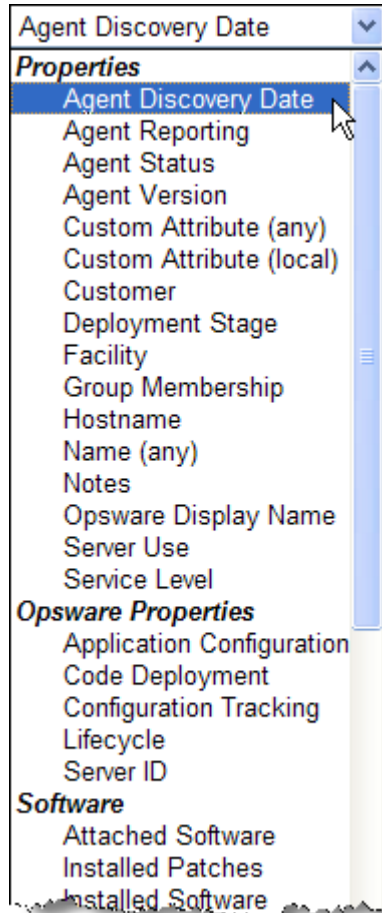 Agent Discovery Date
Properties
Agent Discovery Date
Agent Reporting
Agent Status
Agent Version
Custom Attribute (any)
Custom Attribute (local)
Customer
Deployment Stage
Facility
Group Membership
Hostname
Name (any)
Notes
Opsware Display Name
Server Use
Service Level
Opsware Properties
Application Configuration
Code Deployment
Configuration Tracking
Lifecycle
Server ID
Software
Attached Software
Installed Patches
Installed Software